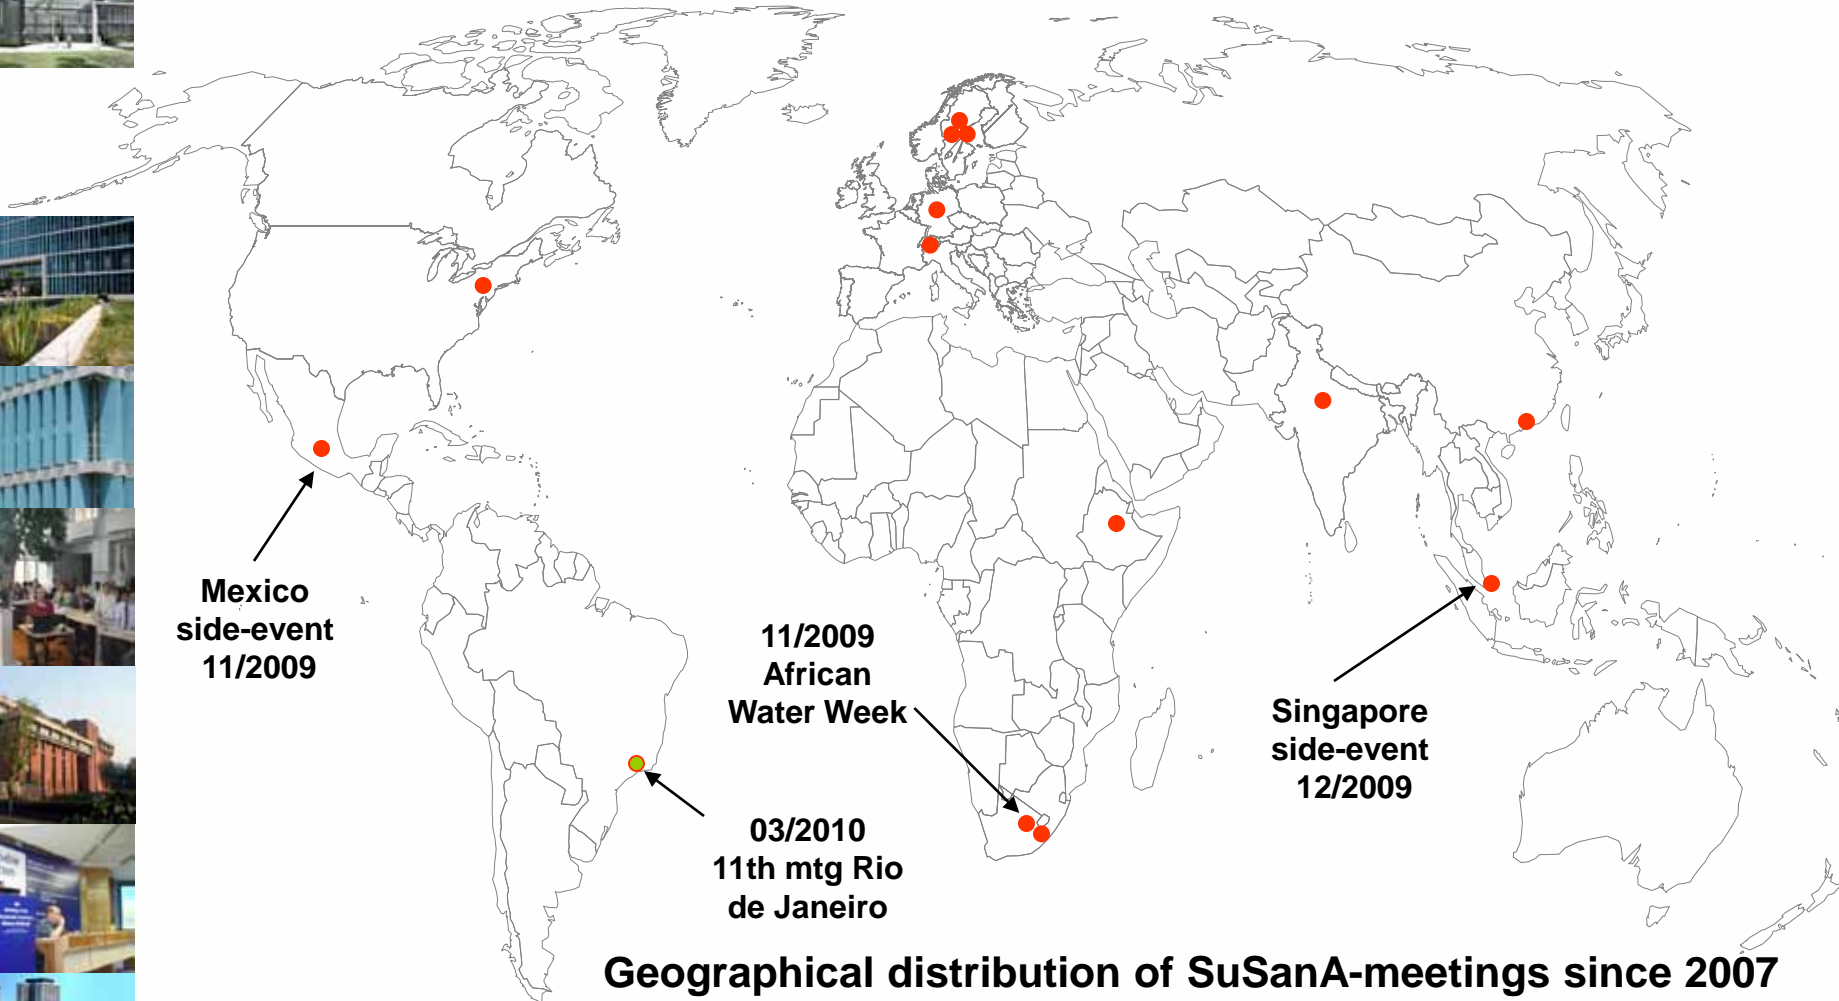 Mexico
side-event
11/2009
11/2009
African
Water Week
Singapore
side-event
12/2009
03/2010
11th mtg Rio
de Janeiro
Geographical distribution of SuSanA-meetings since 2007